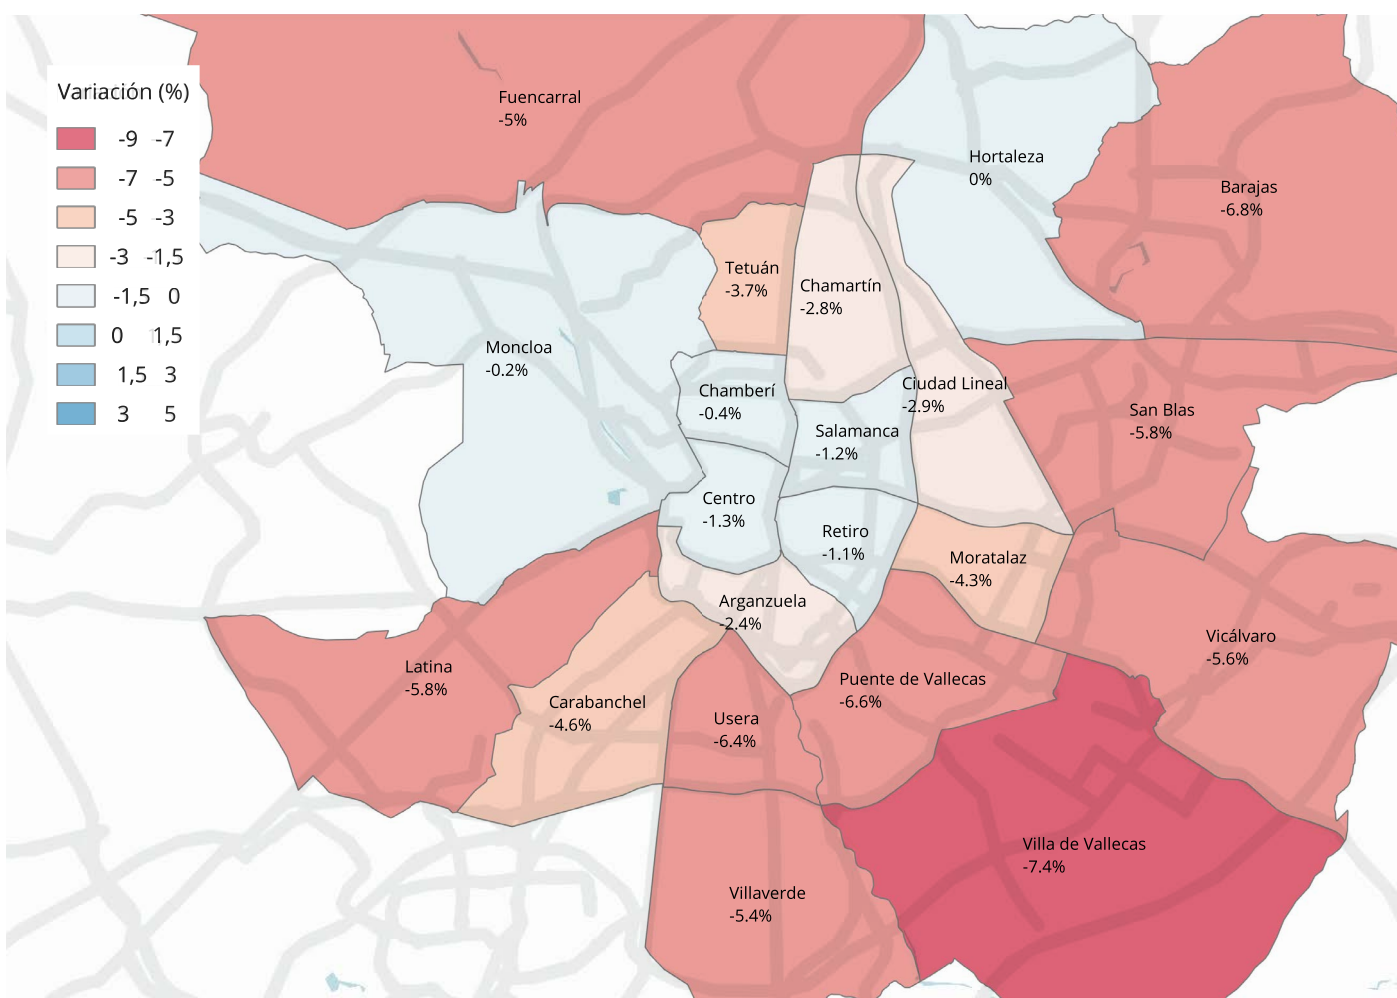 Variación (%)
-9 -7
-7 -5
-5 -3
-3 -1,5
-1,5 0
0 1,5
1,5 3
3 5
Fuencarral
-5%
Hortaleza
0%
Barajas
-6.8%
Tetuán
-3.7%
Chamartín
-2.8%
Moncloa
-0.2%
Chamberí
-0.4%
Ciudad Lineal
-2.9%
San Blas
-5.8%
Salamanca
-1.2%
Centro
-1.3%
Retiro
-1.1%
Moratalaz
-4.3%
Arganzuela
-2.4%
Vicálvaro
-5.6%
Latina
-5.8%
Puente de Vallecas
-6.6%
Carabanchel
-4.6%
Usera
-6.4%
Villa de Vallecas
-7.4%
Villaverde
-5.4%